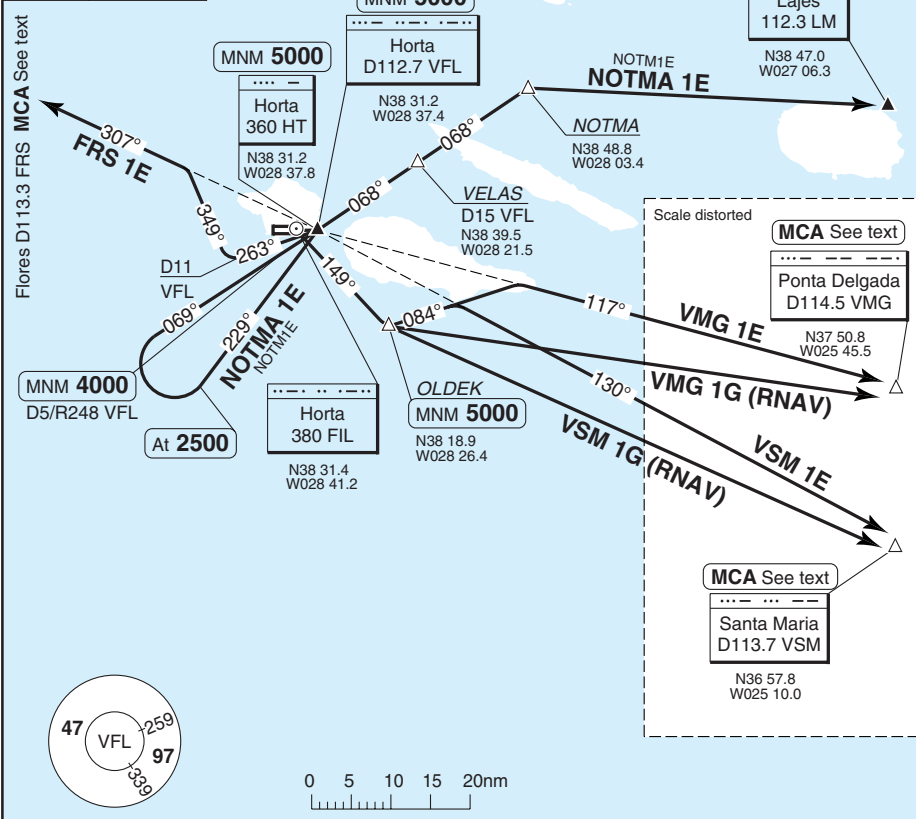 MNM 5000
Horta
D112.7 VFL
N38 31.2
W028 37.4
Lajes
112.3 LM
N38 47.0
W027 06.3
MNM 5000
Horta
360 HT
N38 31.2
W028 37.8
Flores D113.3 FRS MCA See text
307°
FRS 1E
349°
263°
D11
VFL
069°
229°
NOTMA 1E
NOTM1E
MNM 4000
D5/R248 VFL
At 2500
068°
068°
NOTM1E
NOTMA 1E
NOTMA
N38 48.8
W028 03.4
VELAS
D15 VFL
N38 39.5
W028 21.5
149°
084°
OLDEK
MNM 5000
N38 18.9
W028 26.4
Horta
380 FIL
N38 31.4
W028 41.2
117°
VMG 1E
VMG 1G (RNAV)
130°
VSM 1E
VSM 1G (RNAV)
Scale distorted
MCA See text
Ponta Delgada
D114.5 VMG
N37 50.8
W025 45.5
MCA See text
Santa Maria
D113.7 VSM
N36 57.8
W025 10.0
47
VFL
259
97
339
0 5 10 15 20nm